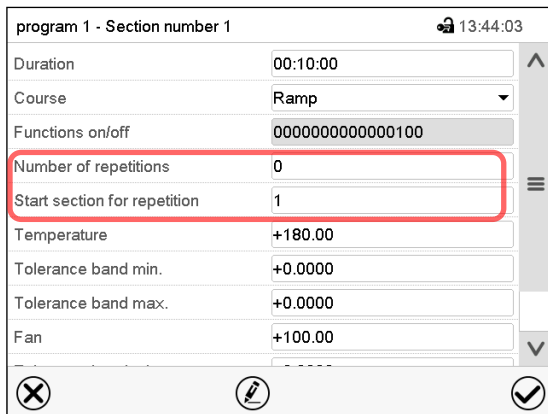 program 1 - Section number 1 13:44:03
Duration 00:10:00
Course Ramp
Functions on/off 0000000000000100
Number of repetitions 0
Start section for repetition 1
Temperature +180.00
Tolerance band min. +0.0000
Tolerance band max. +0.0000
Fan +100.00